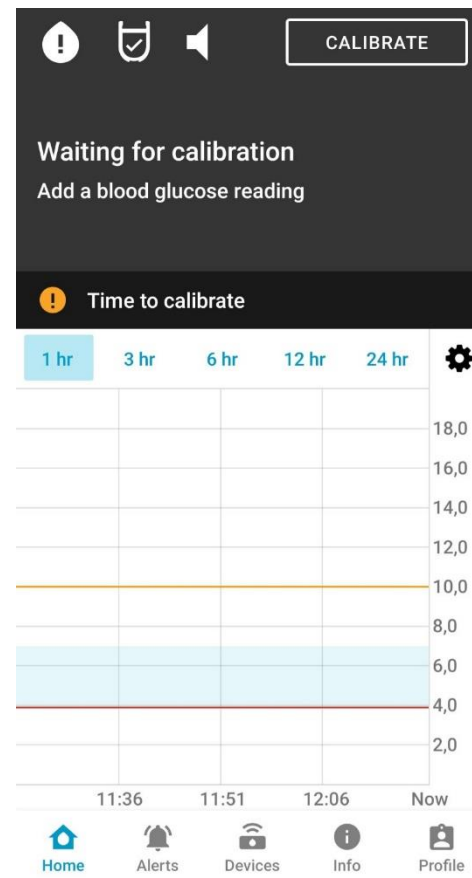 CALIBRATE
Waiting for calibration
Add a blood glucose reading
Time to calibrate
1 hr 3 hr 6 hr 12 hr 24 hr
18,0
16,0
14,0
12,0
10,0
8,0
6,0
4,0
2,0
11:36 11:51 12:06 Now
Home Alerts Devices Info Profile